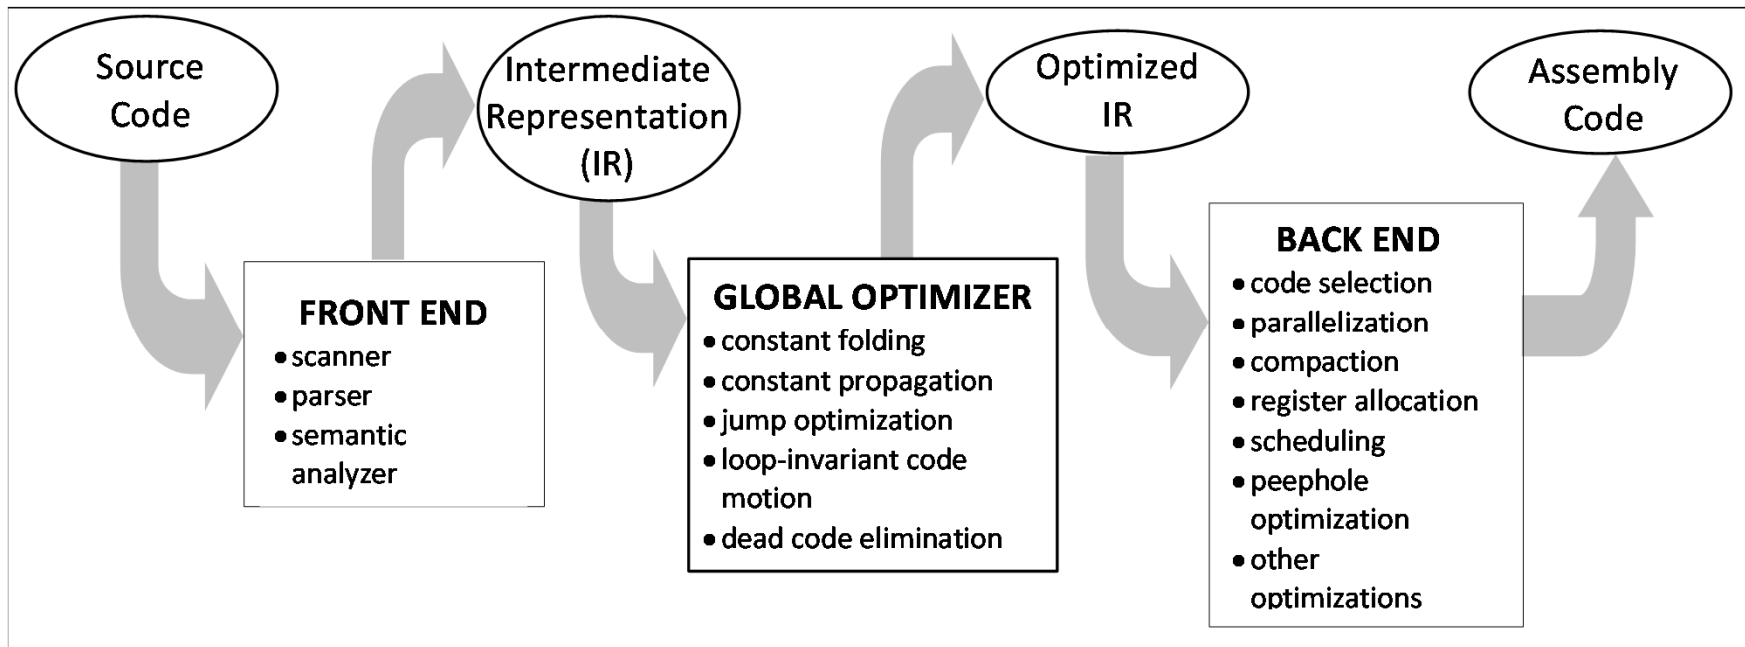 Source
Code
Intermediate
Representation
(IR)
Optimized
IR
Assembly
Code
FRONT END
• scanner
• parser
• semantic
analyzer
GLOBAL OPTIMIZER
• constant folding
• constant propagation
• jump optimization
• loop-invariant code
motion
• dead code elimination
BACK END
• code selection
• parallelization
• compaction
• register allocation
• scheduling
• peephole
optimization
• other
optimizations